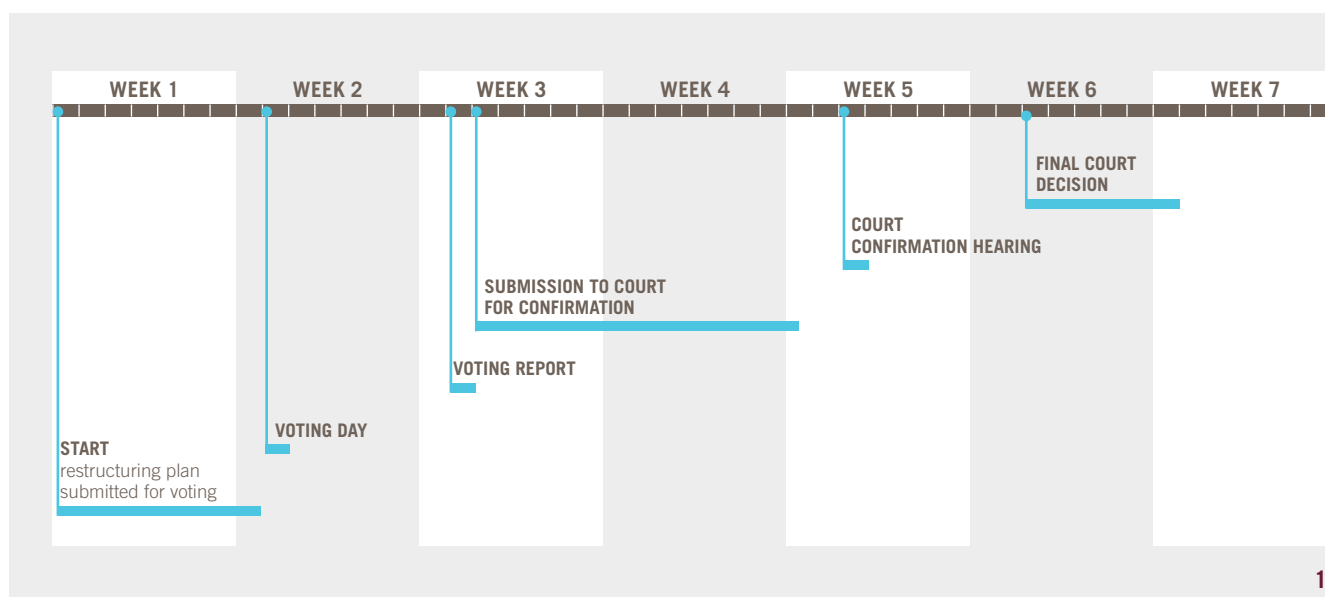 WEEK 1
WEEK 2
WEEK 3
WEEK 4
WEEK 5
WEEK 6
WEEK 7
FINAL COURT
DECISION
COURT
CONFIRMATION HEARING
SUBMISSION TO COURT
FOR CONFIRMATION
VOTING REPORT
VOTING DAY
START
restructuring plan
submitted for voting
1